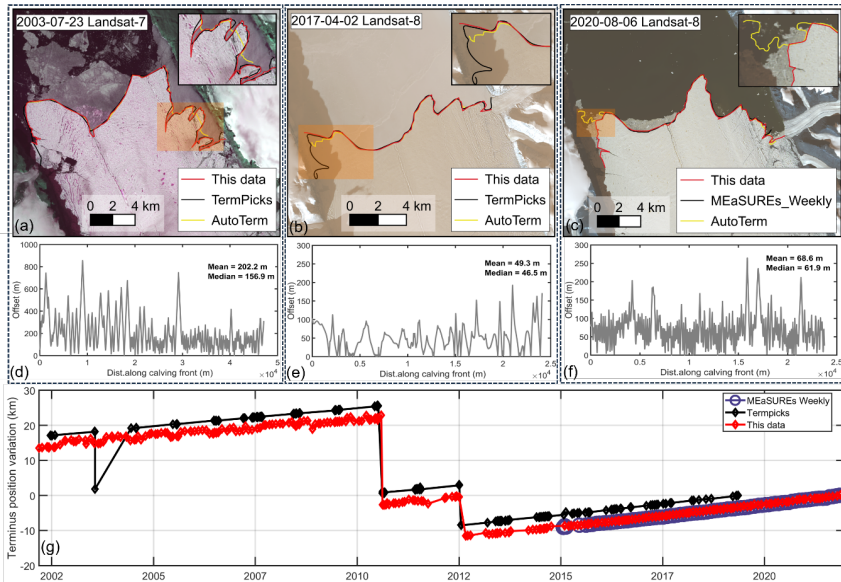 2003-07-23 Landsat-7
This data
TermPicks
AutoTerm
0 2 4 km
(a)
2017-04-02 Landsat-8
This data
TermPicks
AutoTerm
0 2 4 km
(b)
2020-08-06 Landsat-8
This data
MEaSUREs_Weekly
AutoTerm
0 2 4 km
(c)
1000
800
600
400
200
0
Offset (m)
Mean = 202.2 m
Median = 156.9 m
0 1 2 3 4 5
×10⁴
Dist.along calving front (m)
(d)
300
250
200
150
100
50
0
Offset (m)
Mean = 49.3 m
Median = 46.5 m
0 0.5 1 1.5 2 2.5
×10⁴
Dist.along calving front (m)
(e)
300
250
200
150
100
50
0
Offset (m)
Mean = 68.6 m
Median = 61.9 m
0 0.5 1 1.5 2 2.5
×10⁴
Dist.along calving front (m)
(f)
30
20
10
0
-10
-20
Terminus position variation (km)
MEaSUREs Weekly
Termpicks
This data
(g)
2002 2005 2007 2010 2012 2015 2017 2020